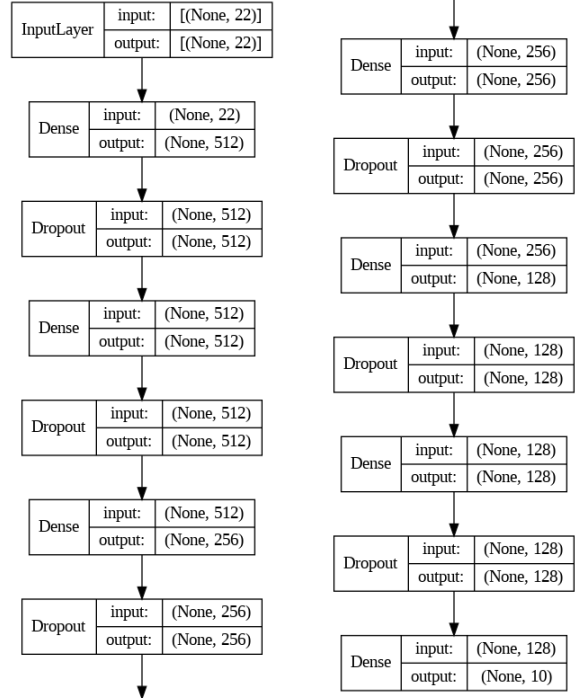 InputLayer input: [(None, 22)]
output: [(None, 22)]
Dense input: (None, 22)
output: (None, 512)
Dropout input: (None, 512)
output: (None, 512)
Dense input: (None, 512)
output: (None, 512)
Dropout input: (None, 512)
output: (None, 512)
Dense input: (None, 512)
output: (None, 256)
Dropout input: (None, 256)
output: (None, 256)
Dense input: (None, 256)
output: (None, 256)
Dropout input: (None, 256)
output: (None, 256)
Dense input: (None, 256)
output: (None, 128)
Dropout input: (None, 128)
output: (None, 128)
Dense input: (None, 128)
output: (None, 128)
Dropout input: (None, 128)
output: (None, 128)
Dense input: (None, 128)
output: (None, 10)